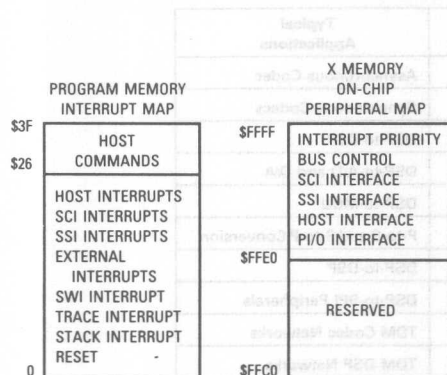 PROGRAM MEMORY
INTERRUPT MAP
$3F
HOST
COMMANDS
$26
HOST INTERRUPTS
SCI INTERRUPTS
SSI INTERRUPTS
EXTERNAL
INTERRUPTS
SWI INTERRUPT
TRACE INTERRUPT
STACK INTERRUPT
RESET
0
X MEMORY
ON-CHIP
PERIPHERAL MAP
$FFFF
INTERRUPT PRIORITY
BUS CONTROL
SCI INTERFACE
SSI INTERFACE
HOST INTERFACE
PI/O INTERFACE
$FFE0
RESERVED
$FFC0